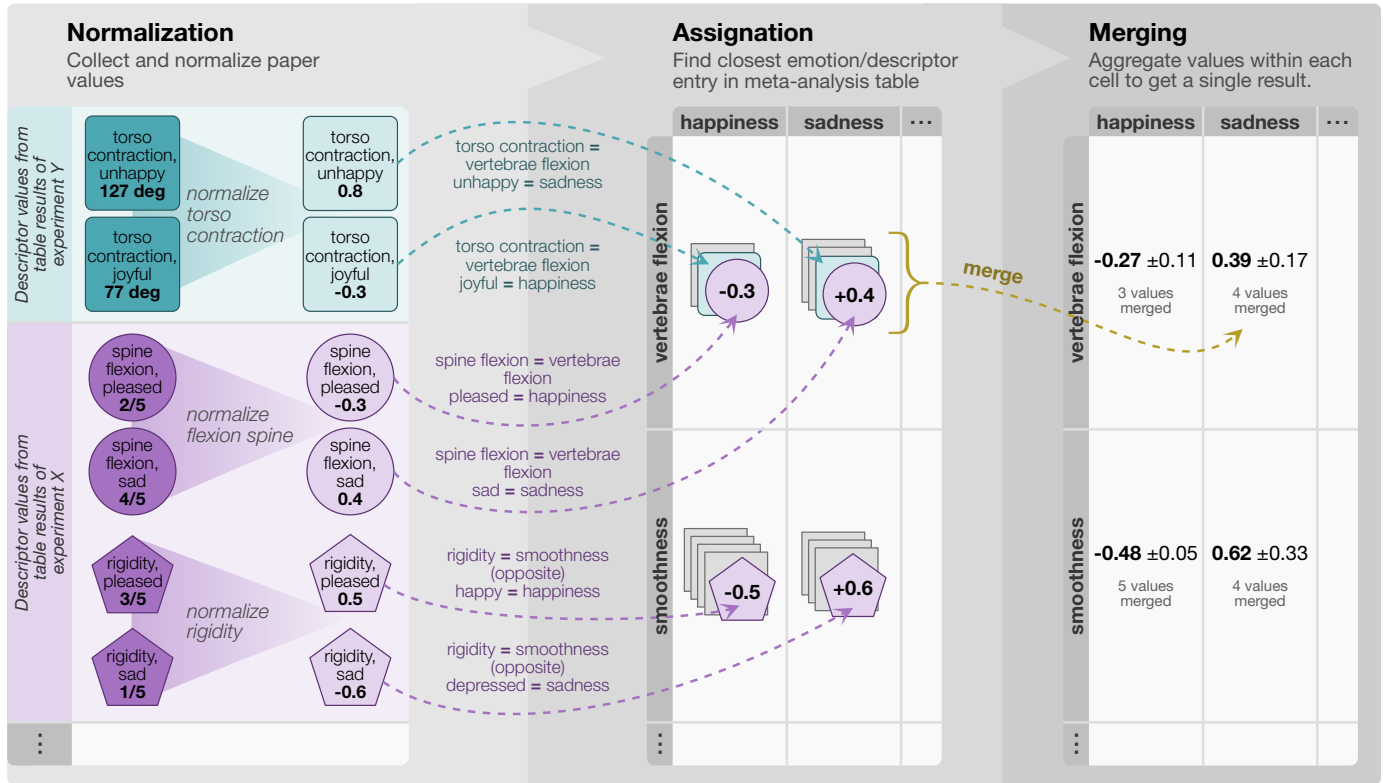 Normalization
Collect and normalize paper
values
Assignation
Find closest emotion/descriptor
entry in meta-analysis table
Merging
Aggregate values within each
cell to get a single result.
Descriptor values from
table results of
experiment Y
torso
contraction,
unhappy
127 deg
torso
contraction,
joyful
77 deg
normalize
torso
contraction
torso
contraction,
unhappy
0.8
torso
contraction,
joyful
-0.3
torso contraction =
vertebrae flexion
unhappy = sadness
torso contraction =
vertebrae flexion
joyful = happiness
Descriptor values from
table results of
experiment X
spine
flexion,
pleased
2/5
spine
flexion,
sad
4/5
normalize
flexion spine
spine
flexion,
pleased
-0.3
spine
flexion,
sad
0.4
spine flexion = vertebrae
flexion
pleased = happiness
spine flexion = vertebrae
flexion
sad = sadness
rigidity,
pleased
3/5
rigidity,
sad
1/5
normalize
rigidity
rigidity,
pleased
0.5
rigidity,
sad
-0.6
rigidity = smoothness
(opposite)
happy = happiness
rigidity = smoothness
(opposite)
depressed = sadness
...
happiness
sadness
...
vertebrae flexion
-0.3
+0.4
smoothness
-0.5
+0.6
...
merge
happiness
sadness
...
vertebrae flexion
-0.27 ±0.11
3 values
merged
0.39 ±0.17
4 values
merged
smoothness
-0.48 ±0.05
5 values
merged
0.62 ±0.33
4 values
merged
...